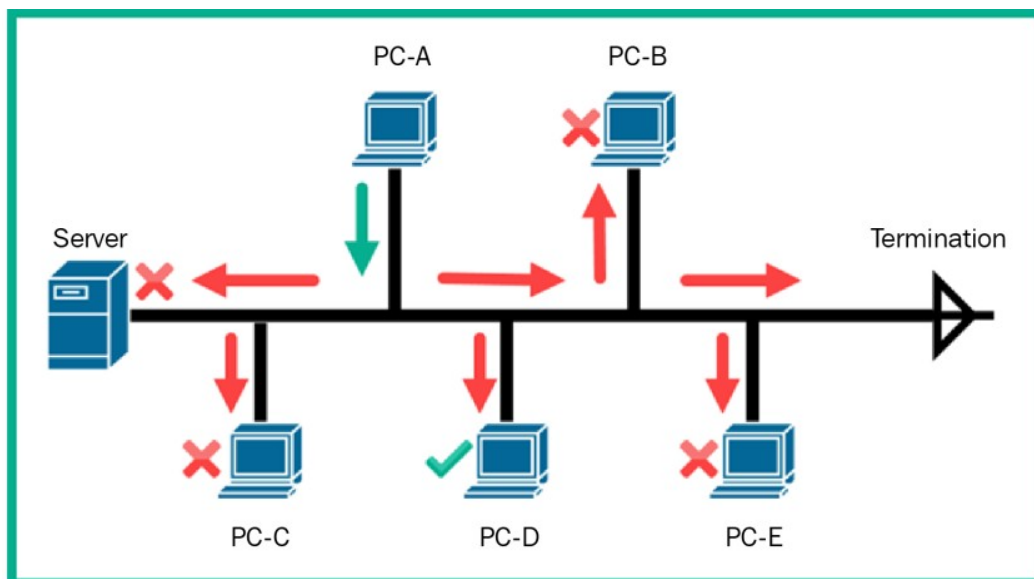 PC-A
PC-B
Server
Termination
PC-C
PC-D
PC-E